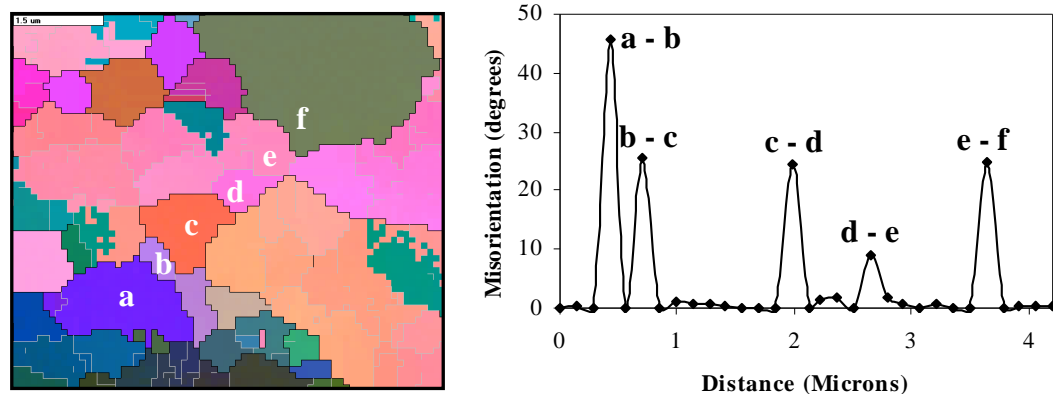 1.5 um
f
e
d
c
b
a
Misorientation (degrees)
50
40
30
20
10
0
a - b
b - c
c - d
d - e
e - f
0
1
2
3
4
Distance (Microns)